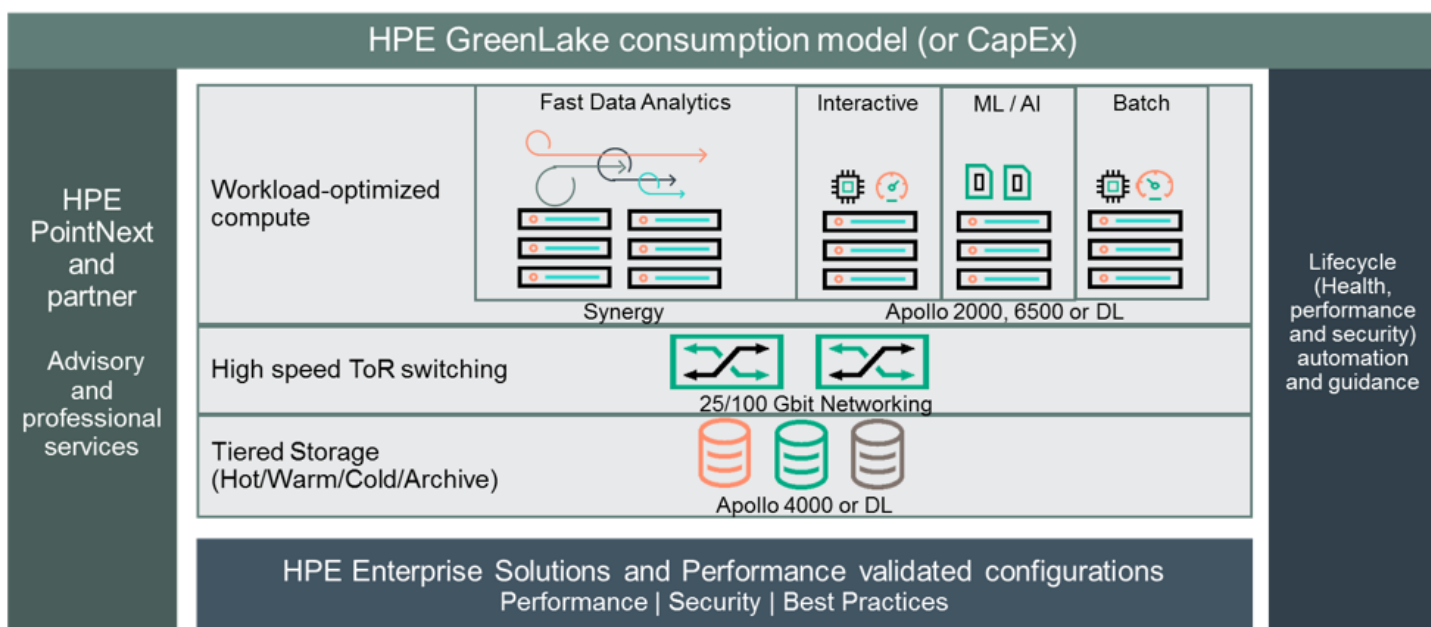 HPE GreenLake consumption model (or CapEx)
HPE
PointNext
and
partner
Advisory
and
professional
services
Workload-optimized
compute
Fast Data Analytics
Interactive
ML / AI
Batch
Synergy
Apollo 2000, 6500 or DL
High speed ToR switching
25/100 Gbit Networking
Tiered Storage
(Hot/Warm/Cold/Archive)
Apollo 4000 or DL
Lifecycle
(Health,
performance
and security)
automation
and guidance
HPE Enterprise Solutions and Performance validated configurations
Performance | Security | Best Practices